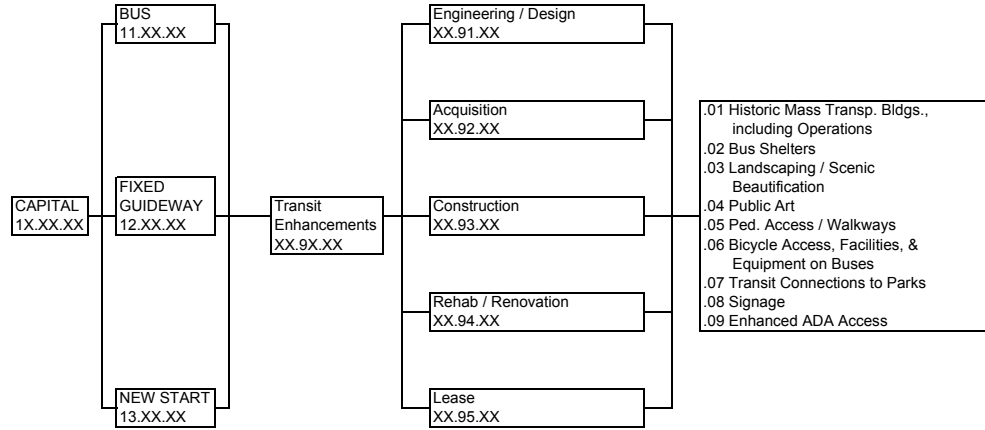 BUS
11.XX.XX
Engineering / Design
XX.91.XX
Acquisition
XX.92.XX
.01 Historic Mass Transp. Bldgs.,
including Operations
.02 Bus Shelters
.03 Landscaping / Scenic
Beautification
.04 Public Art
.05 Ped. Access / Walkways
.06 Bicycle Access, Facilities, &
Equipment on Buses
.07 Transit Connections to Parks
.08 Signage
.09 Enhanced ADA Access
CAPITAL
1X.XX.XX
FIXED
GUIDEWAY
12.XX.XX
Transit
Enhancements
XX.9X.XX
Construction
XX.93.XX
Rehab / Renovation
XX.94.XX
NEW START
13.XX.XX
Lease
XX.95.XX